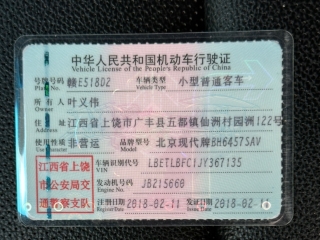 中华人民共和国机动车行驶证
Vehicle License of the People's Republic of China
号牌号码 赣E518D2 车辆类型 小型普通客车
Plate No. Vehicle Type
所有人 叶义伟
Owner
住址 江西省上饶市广丰县五都镇仙洲村园洲122号
Address
使用性质 非营运 品牌型号 北京现代牌BH6457SAV
Use Character Model
江西省上饶
市公安局交
通警察支队
车辆识别代号 LBETLBFC1JY367135
VIN
发动机号码 JB215660
Engine No.
注册日期 2018-02-11 发证日期 2018-02-11
Register Date Issue Date